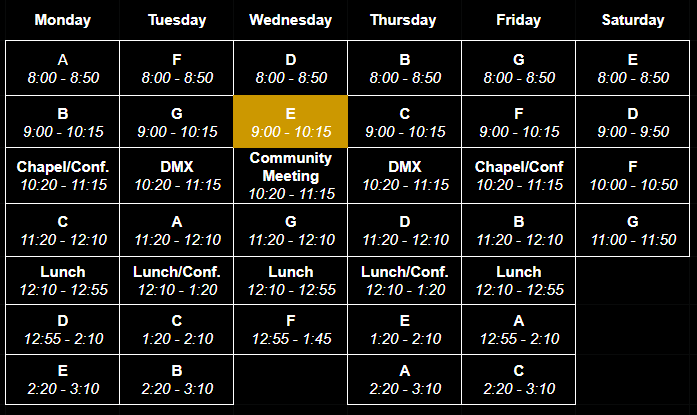 Monday Tuesday Wednesday Thursday Friday Saturday
A F D B G E
8:00 - 8:50 8:00 - 8:50 8:00 - 8:50 8:00 - 8:50 8:00 - 8:50 8:00 - 8:50
B G E C F D
9:00 - 10:15 9:00 - 10:15 9:00 - 10:15 9:00 - 10:15 9:00 - 10:15 9:00 - 9:50
Chapel/Conf. DMX Community Meeting DMX Chapel/Conf F
10:20 - 11:15 10:20 - 11:15 10:20 - 11:15 10:20 - 11:15 10:20 - 11:15 10:00 - 10:50
C A G D B G
11:20 - 12:10 11:20 - 12:10 11:20 - 12:10 11:20 - 12:10 11:20 - 12:10 11:00 - 11:50
Lunch Lunch/Conf. Lunch Lunch/Conf. Lunch
12:10 - 12:55 12:10 - 1:20 12:10 - 12:55 12:10 - 1:20 12:10 - 12:55
D C F E A
12:55 - 2:10 1:20 - 2:10 12:55 - 1:45 1:20 - 2:10 12:55 - 2:10
E B A C
2:20 - 3:10 2:20 - 3:10 2:20 - 3:10 2:20 - 3:10